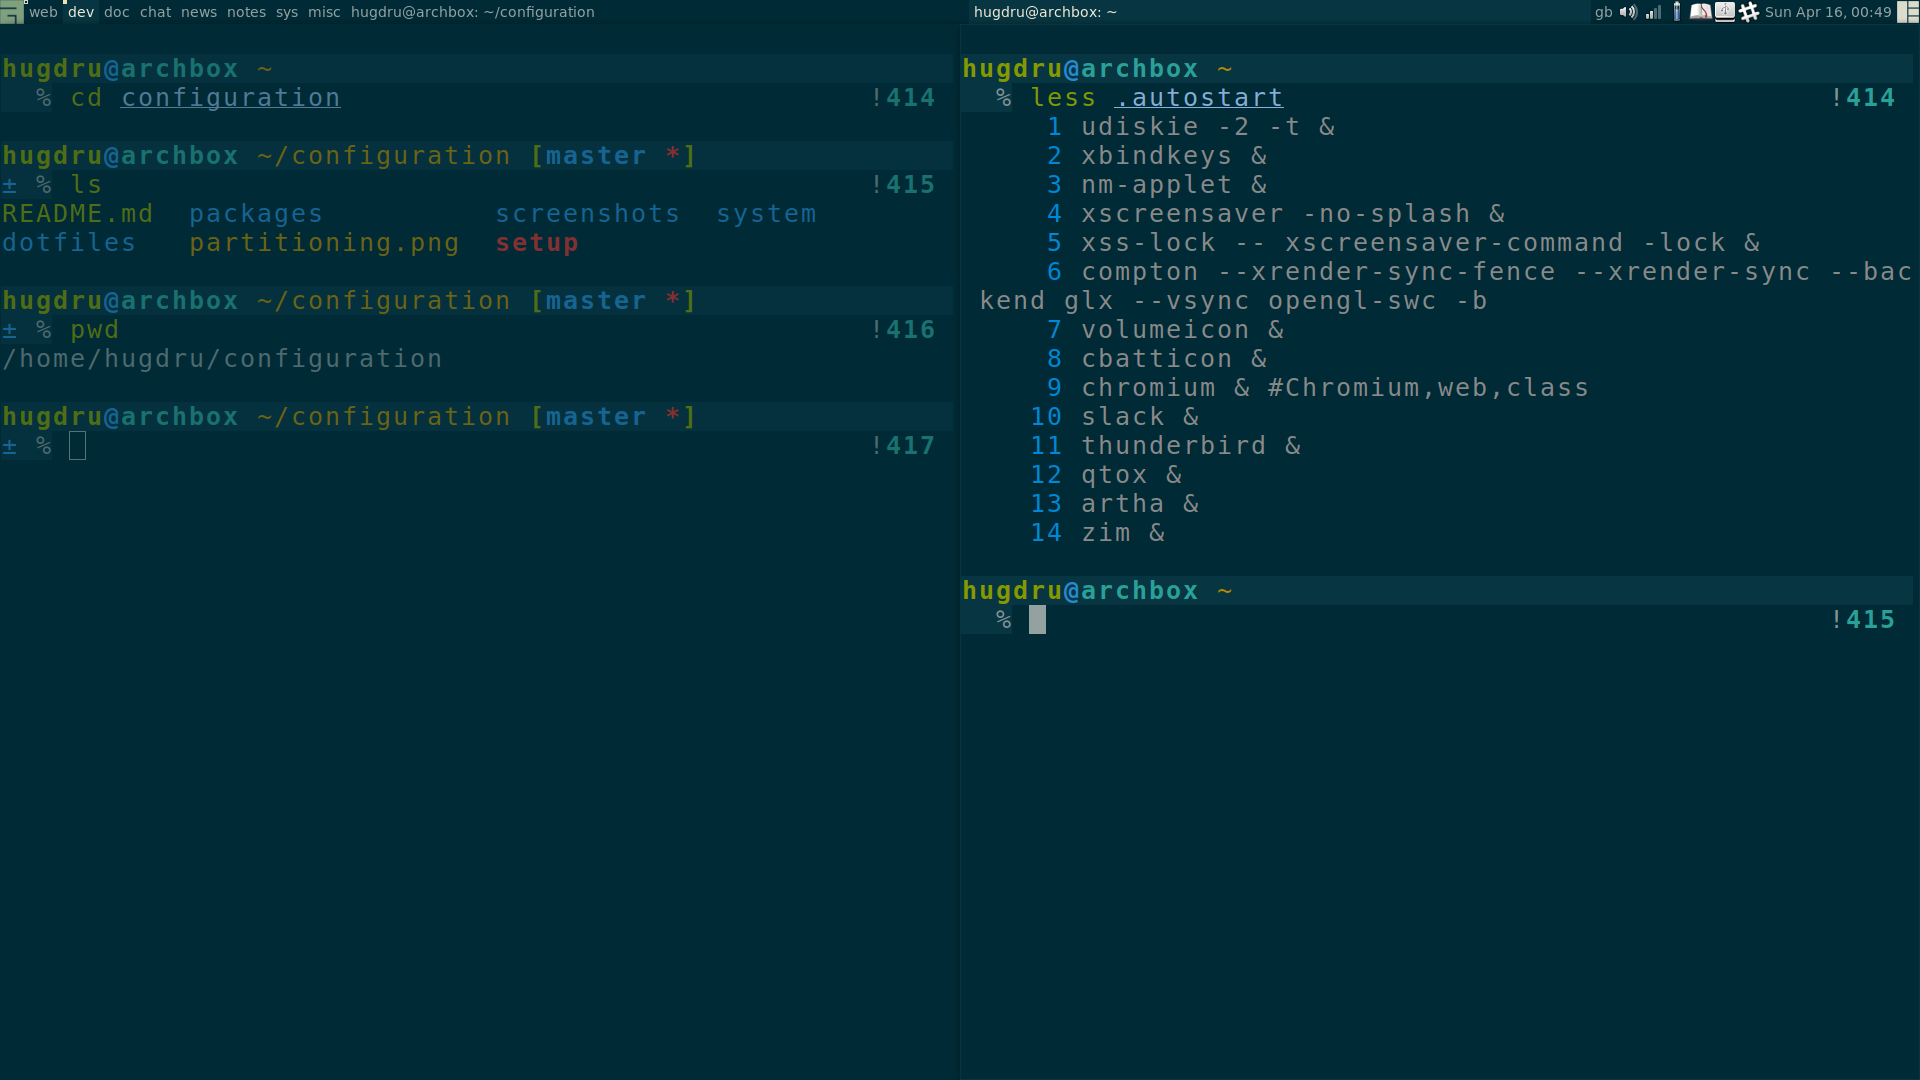 web dev doc chat news notes sys misc hugdru@archbox: ~/configuration
hugdru@archbox: ~
gb Sun Apr 16, 00:49
hugdru@archbox ~
% cd configuration !414
hugdru@archbox ~/configuration [master *]
± % ls !415
README.md packages screenshots system
dotfiles partitioning.png setup
hugdru@archbox ~/configuration [master *]
± % pwd !416
/home/hugdru/configuration
hugdru@archbox ~/configuration [master *]
± % !417
hugdru@archbox ~
% less .autostart !414
1 udiskie -2 -t &
2 xbindkeys &
3 nm-applet &
4 xscreensaver -no-splash &
5 xss-lock -- xscreensaver-command -lock &
6 compton --xrender-sync-fence --xrender-sync --bac
kend glx --vsync opengl-swc -b
7 volumeicon &
8 cbatticon &
9 chromium & #Chromium,web,class
10 slack &
11 thunderbird &
12 qtox &
13 artha &
14 zim &
hugdru@archbox ~
% !415